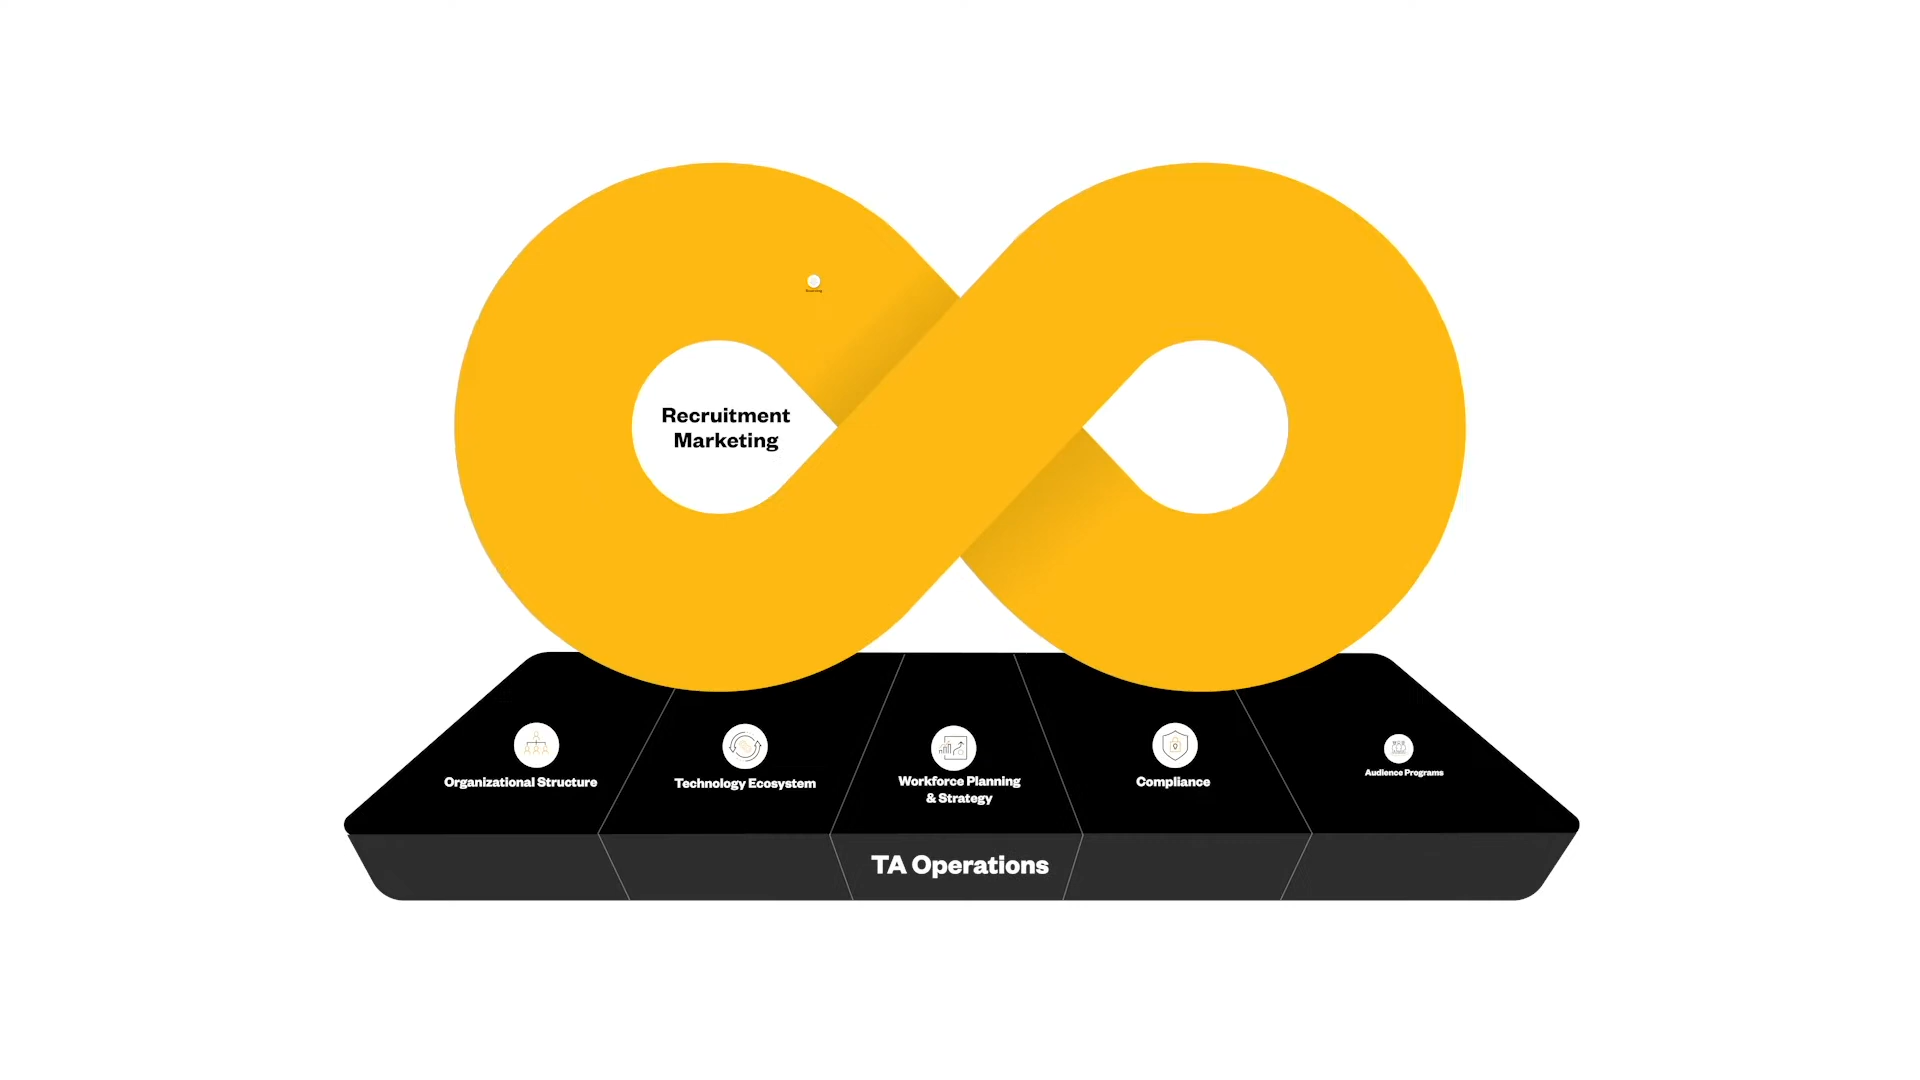 Recruitment
Marketing
Organizational Structure
Technology Ecosystem
Workforce Planning
& Strategy
Compliance
Audience Programs
TA Operations